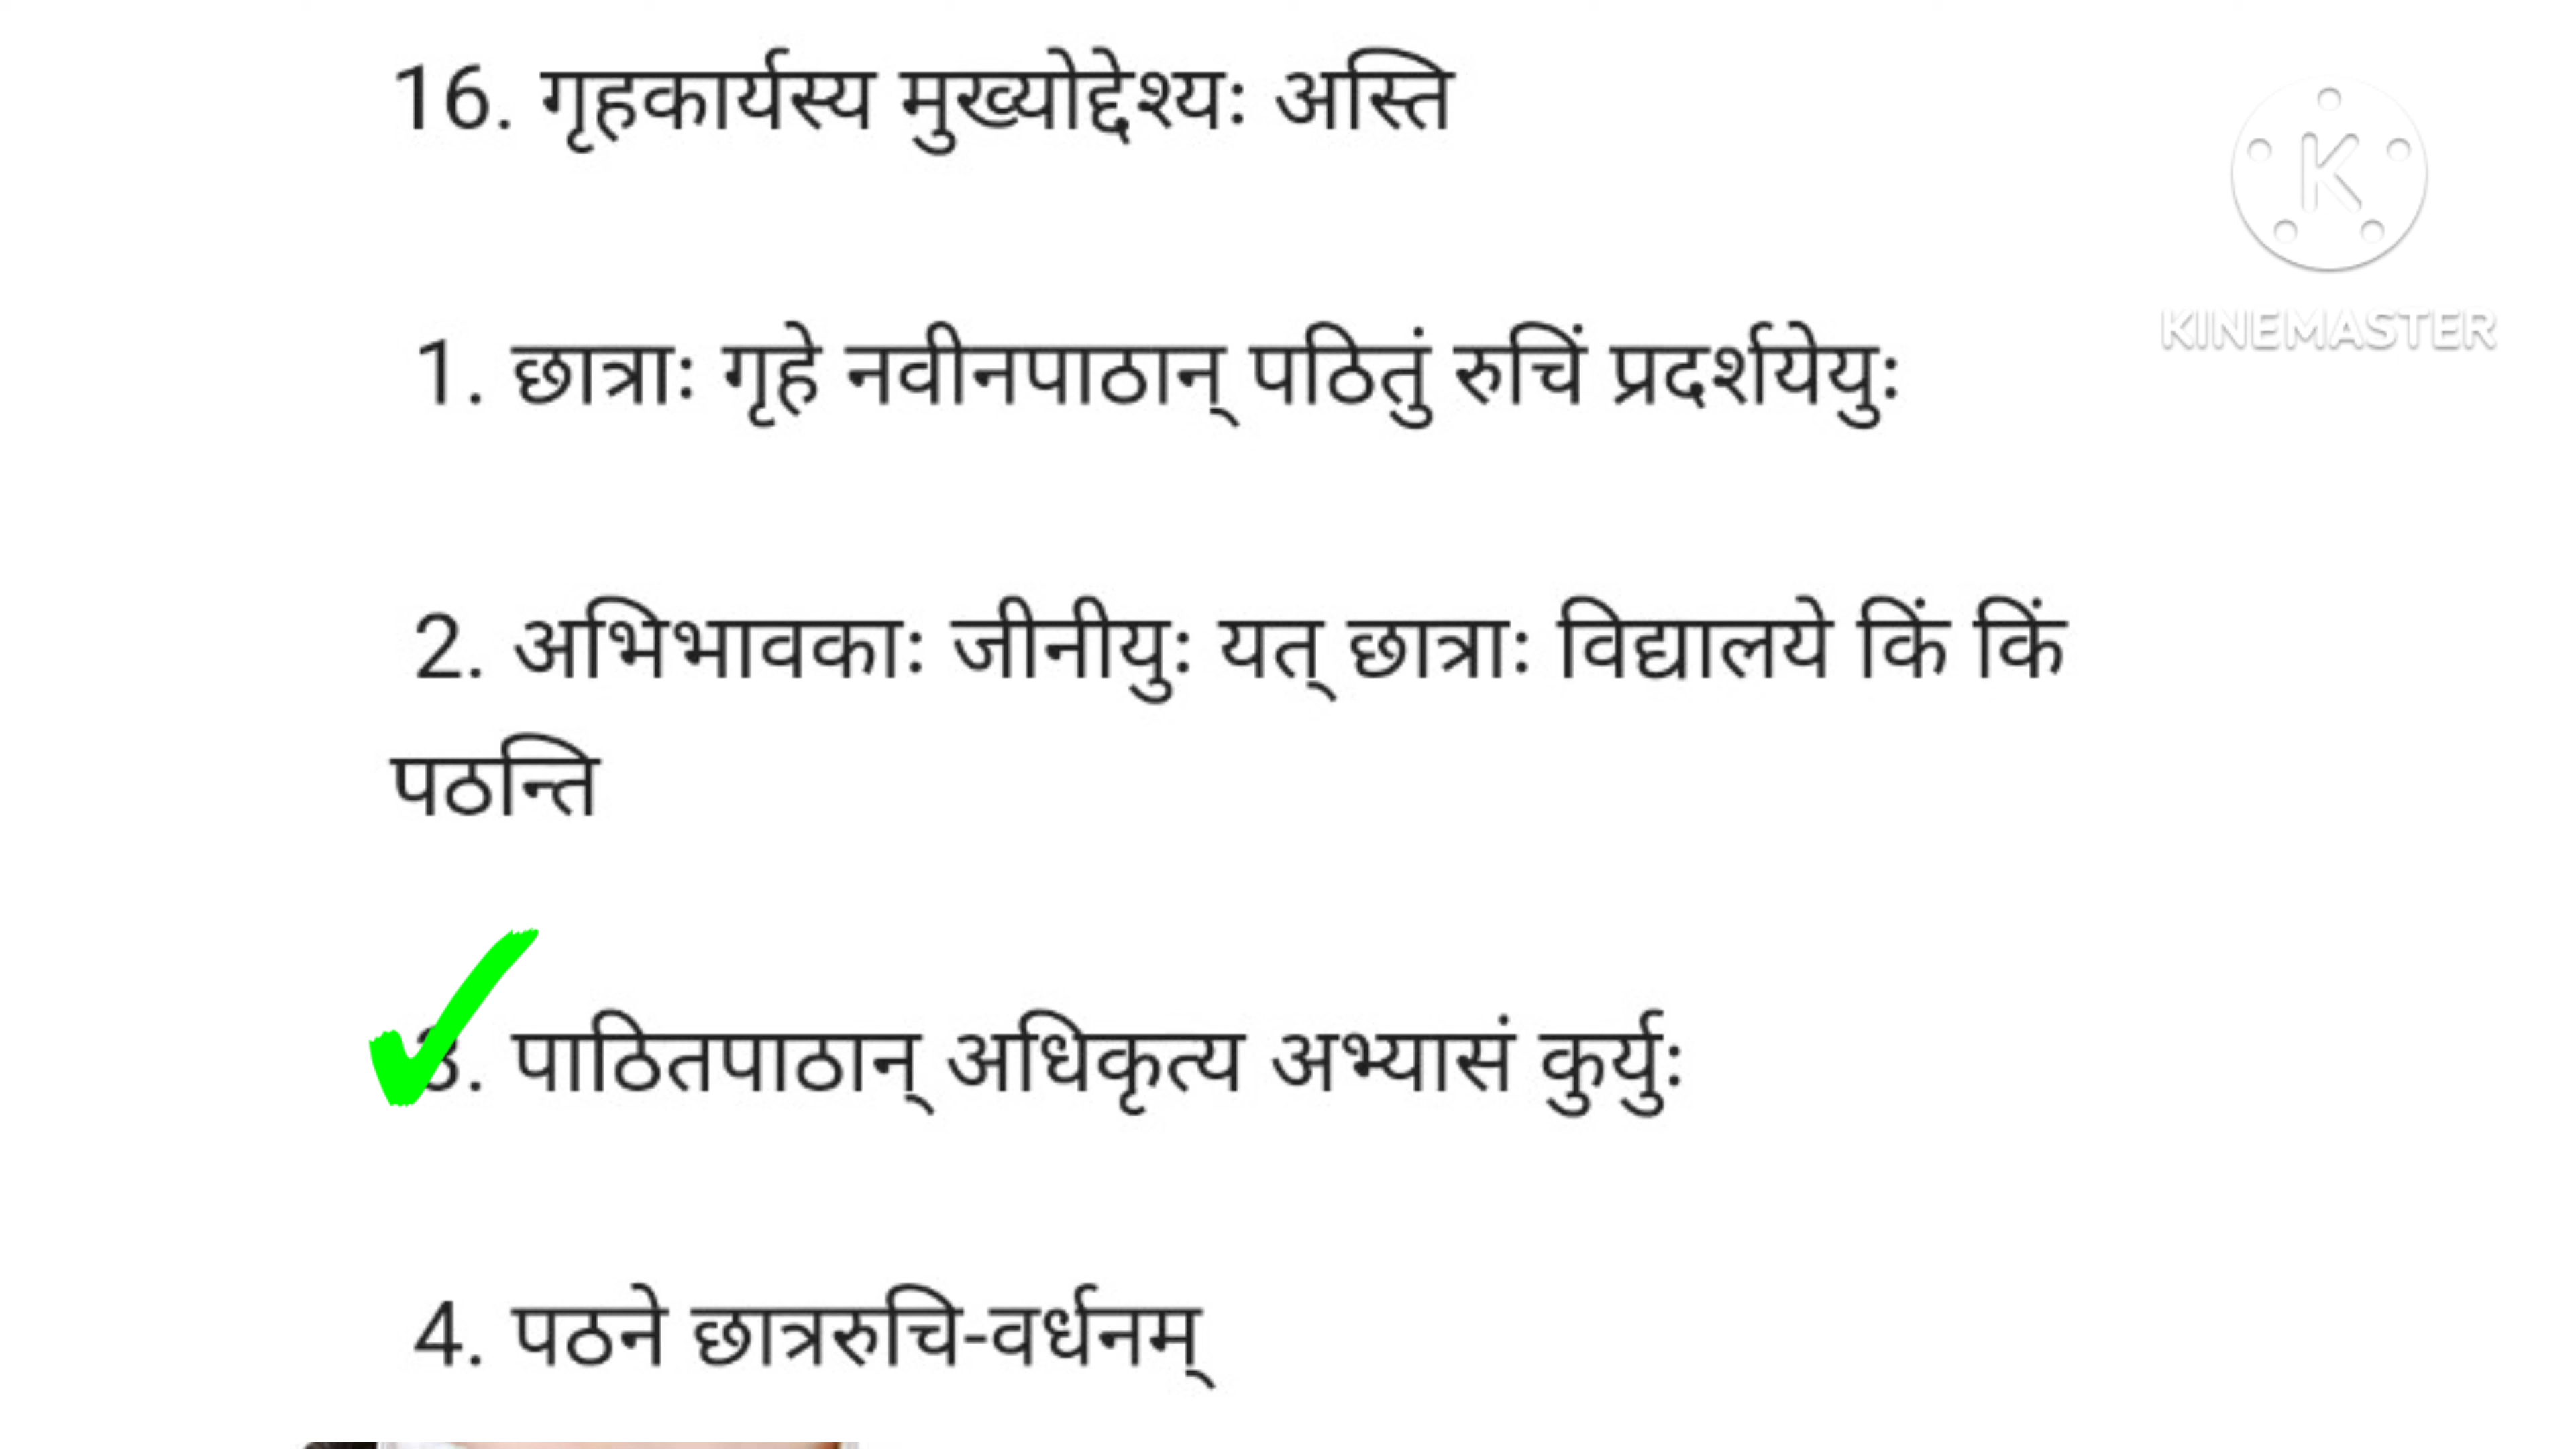 16. गृहकार्यस्य मुख्योद्देश्यः अस्ति
KINEMASTER
1. छात्राः गृहे नवीनपाठान् पठितुं रुचिं प्रदर्शयेयुः
2. अभिभावकाः जीनीयुः यत् छात्राः विद्यालये किं किं
पठन्ति
3. पाठितपाठान् अधिकृत्य अभ्यासं कुर्युः
4. पठने छात्ररुचि-वर्धनम्